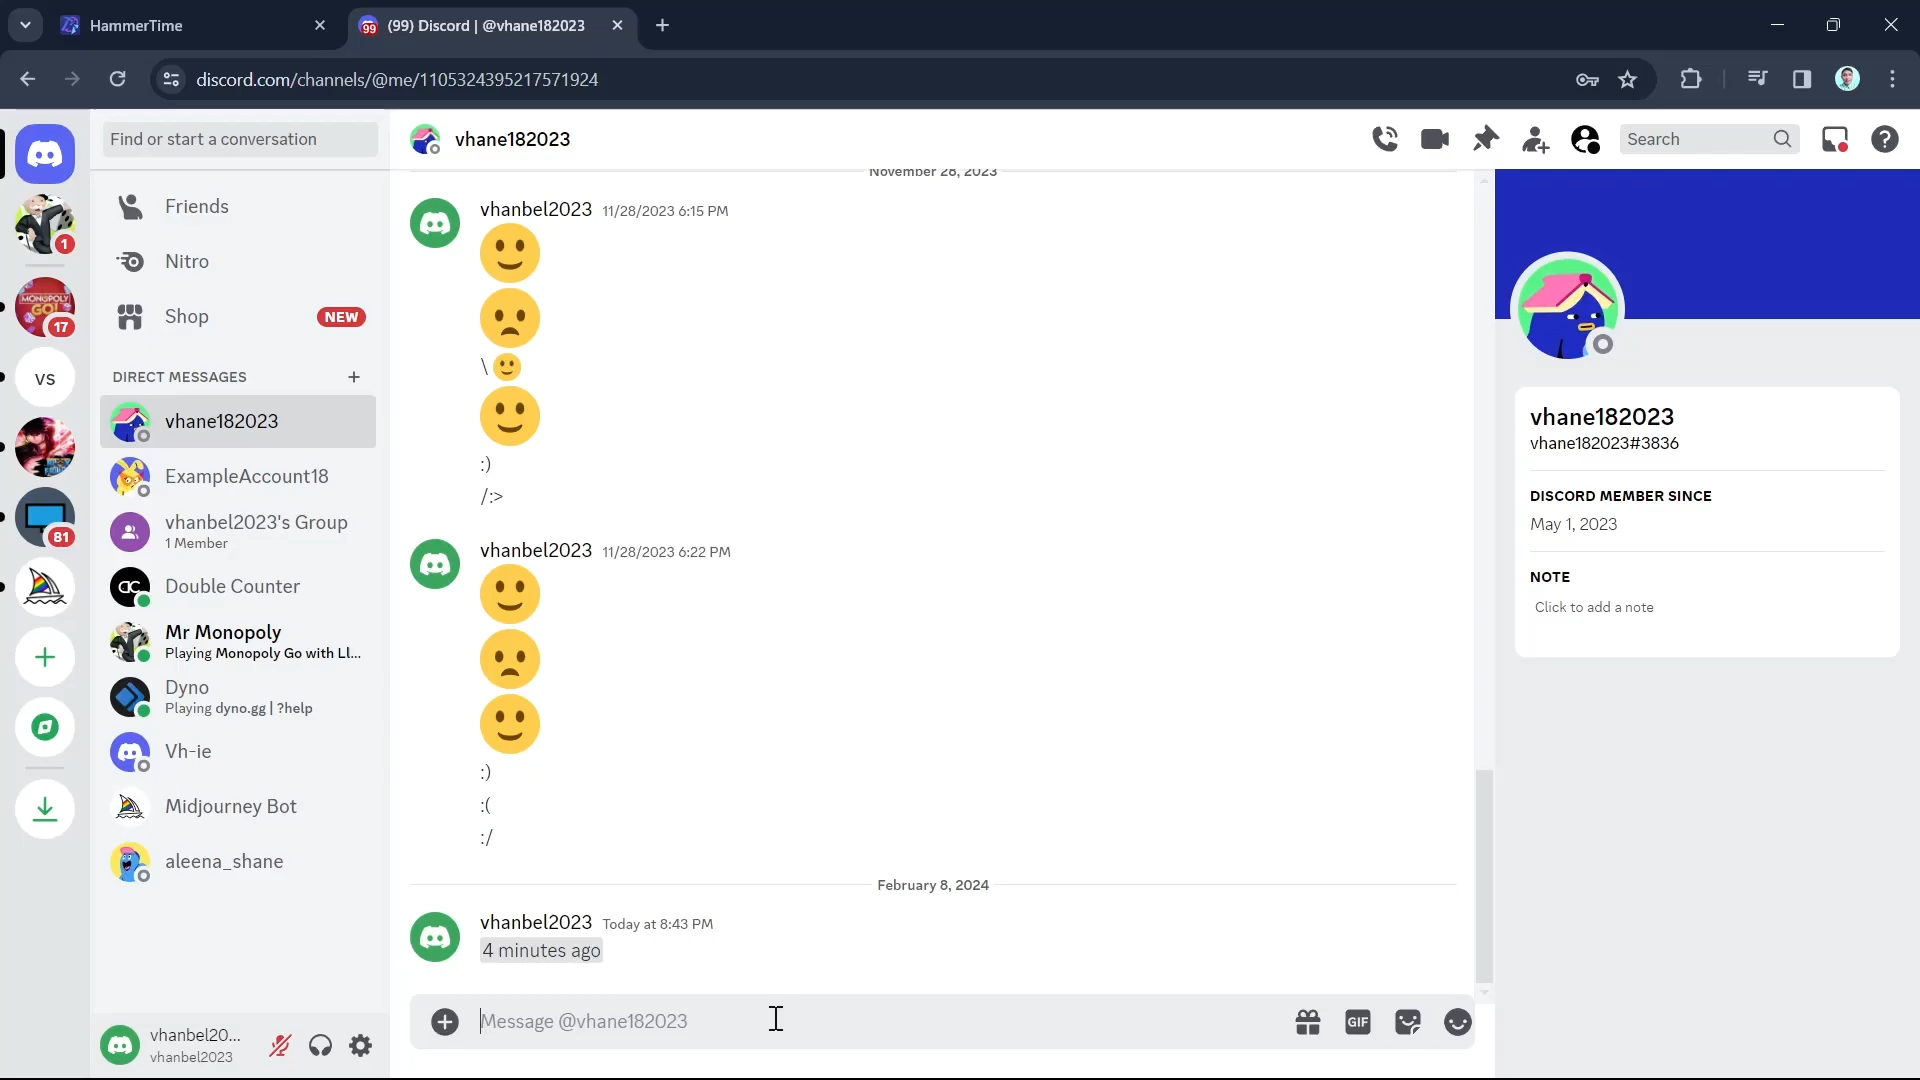 HammerTime
(99) Discord | @vhane182023
99
discord.com/channels/@me/1105324395217571924
Find or start a conversation
vhane182023
Search
1
Friends
Nitro
Shop
NEW
MONOPOLY
GO!
17
VS
81
DIRECT MESSAGES
vhane182023
ExampleAccount18
vhanbel2023's Group
1 Member
Double Counter
Mr Monopoly
Playing Monopoly Go with Ll...
Dyno
Playing dyno.gg | ?help
Vh-ie
Midjourney Bot
aleena_shane
vhanbel20...
vhanbel2023
November 28, 2023
vhanbel2023 11/28/2023 6:15 PM
🙂
🙁
\ 🙂
🙂
:)
/:>
vhanbel2023 11/28/2023 6:22 PM
🙂
🙁
🙂
:)
:(
:/
February 8, 2024
vhanbel2023 Today at 8:43 PM
4 minutes ago
Message @vhane182023
GIF
vhane182023
vhane182023#3836
DISCORD MEMBER SINCE
May 1, 2023
NOTE
Click to add a note